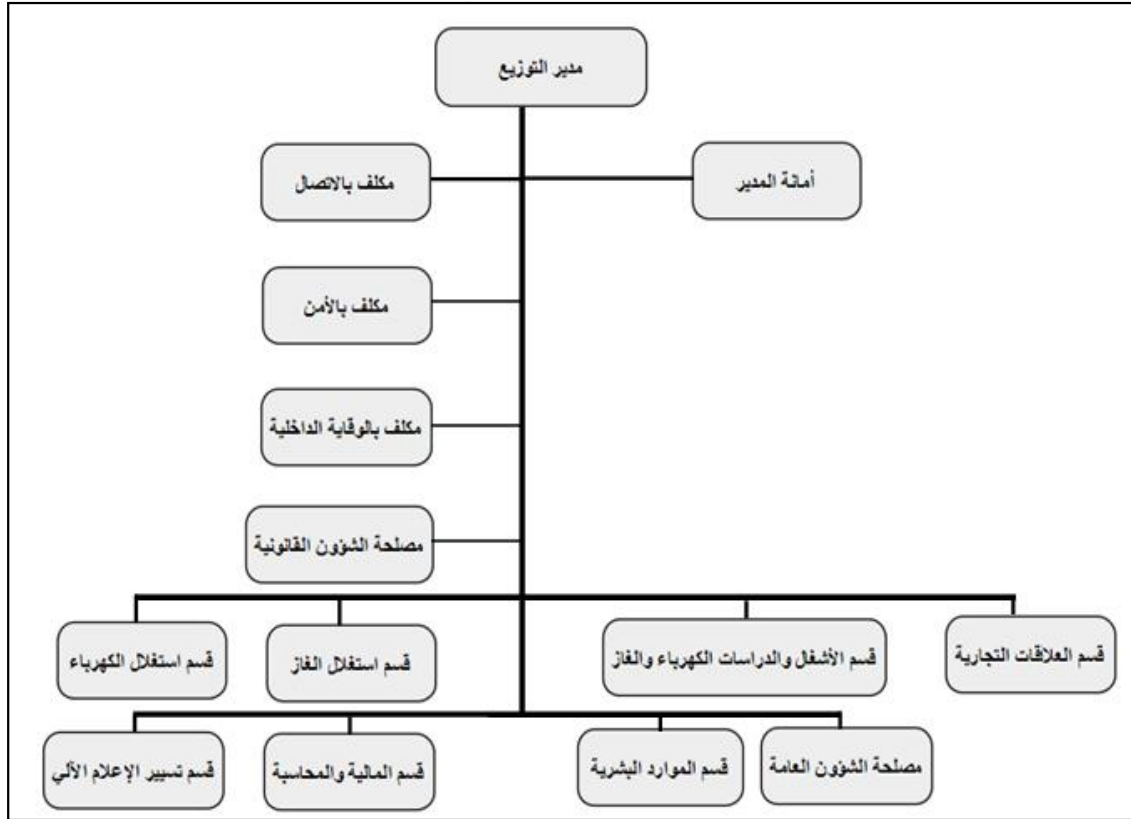 مدير التوزيع
أمانة المدير
مكلف بالاتصال
مكلف بالأمن
مكلف بالوقاية الداخلية
مصلحة الشؤون القانونية
قسم العلاقات التجارية
قسم الأشغال والدراسات الكهرباء والغاز
قسم استغلال الغاز
قسم استغلال الكهرباء
مصلحة الشؤون العامة
قسم الموارد البشرية
قسم المالية والمحاسبة
قسم تسيير الإعلام الآلي